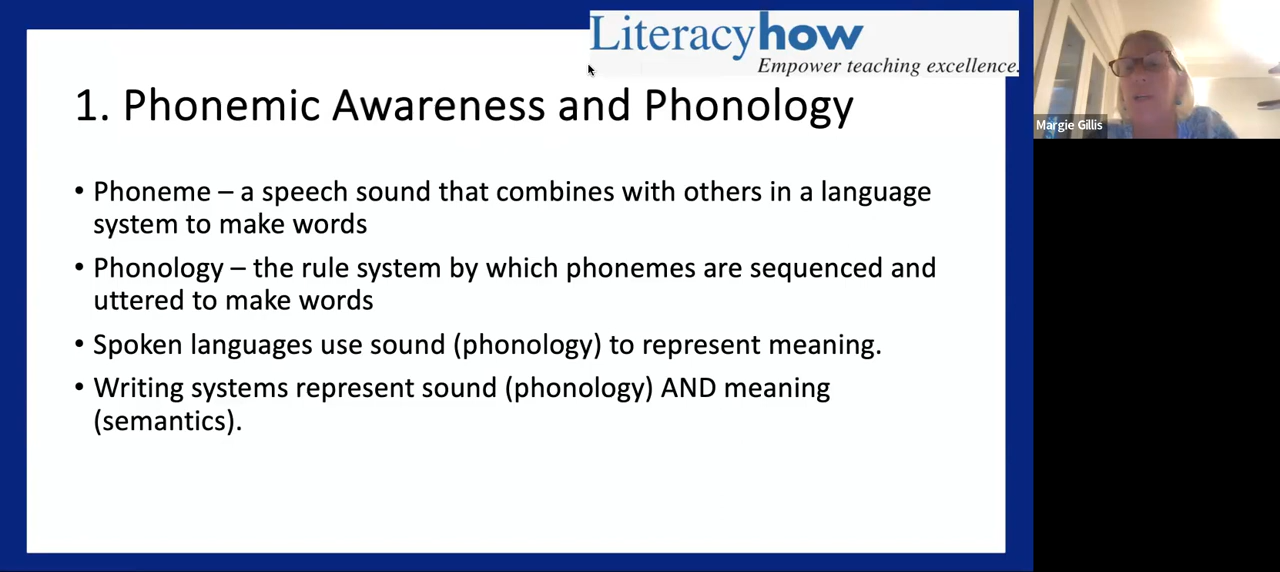 Literacyhow
Empower teaching excellence.
1. Phonemic Awareness and Phonology
Margie Gillis
• Phoneme – a speech sound that combines with others in a language
system to make words
• Phonology – the rule system by which phonemes are sequenced and
uttered to make words
• Spoken languages use sound (phonology) to represent meaning.
• Writing systems represent sound (phonology) AND meaning
(semantics).